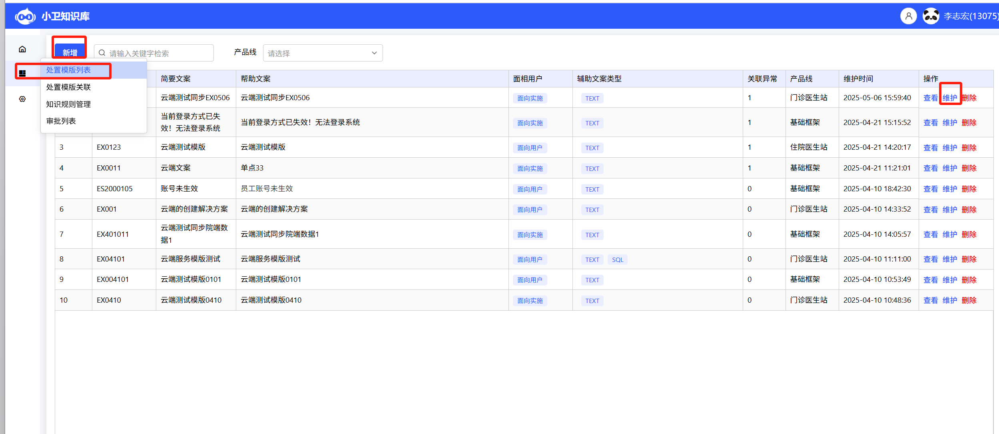 小卫知识库
李志宏(13075)
新增
请输入关键字检索
产品线
请选择
处置模版列表
处置模版关联
知识规则管理
审批列表
简要文案 帮助文案 面相用户 辅助文案类型 关联异常 产品线 维护时间 操作
云端测试同步EX0506 云端测试同步EX0506 面向实施 TEXT 1 门诊医生站 2025-05-06 15:59:40 查看 维护 删除
当前登录方式已失
效！无法登录系统 当前登录方式已失效！无法登录系统 面向实施 TEXT 1 基础框架 2025-04-21 15:15:52 查看 维护 删除
3 EX0123 云端测试模版 云端测试模版 面向用户 TEXT 1 住院医生站 2025-04-21 14:20:17 查看 维护 删除
4 EX0011 云端文案 单点33 面向实施 TEXT 1 基础框架 2025-04-21 11:21:01 查看 维护 删除
5 ES2000105 账号未生效 员工账号未生效 面向用户 TEXT 0 基础框架 2025-04-10 18:42:30 查看 维护 删除
6 EX001 云端的创建解决方案 云端的创建解决方案 面向用户 TEXT 0 门诊医生站 2025-04-10 14:33:52 查看 维护 删除
7 EX401011 云端测试同步院端数
据1 云端测试同步院端数据1 面向实施 TEXT 0 基础框架 2025-04-10 14:05:57 查看 维护 删除
8 EX04101 云端服务模版测试 云端服务模版测试 面向用户 TEXT SQL 0 门诊医生站 2025-04-10 11:11:00 查看 维护 删除
9 EX004101 云端测试模版0101 云端测试模版0101 面向用户 TEXT 0 基础框架 2025-04-10 10:53:49 查看 维护 删除
10 EX0410 云端测试模版0410 云端测试模版0410 面向实施 TEXT 0 门诊医生站 2025-04-10 10:48:36 查看 维护 删除